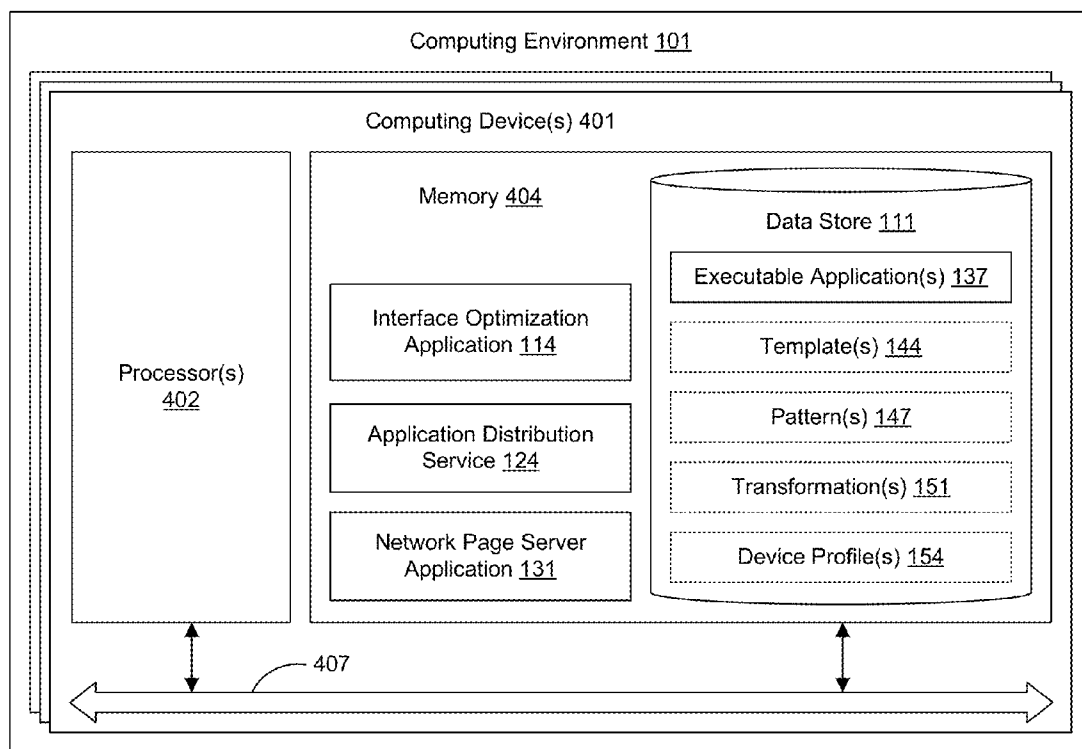 Computing Environment 101
Computing Device(s) 401
Processor(s)
402
Memory 404
Interface Optimization
Application 114
Application Distribution
Service 124
Network Page Server
Application 131
Data Store 111
Executable Application(s) 137
Template(s) 144
Pattern(s) 147
Transformation(s) 151
Device Profile(s) 154
407